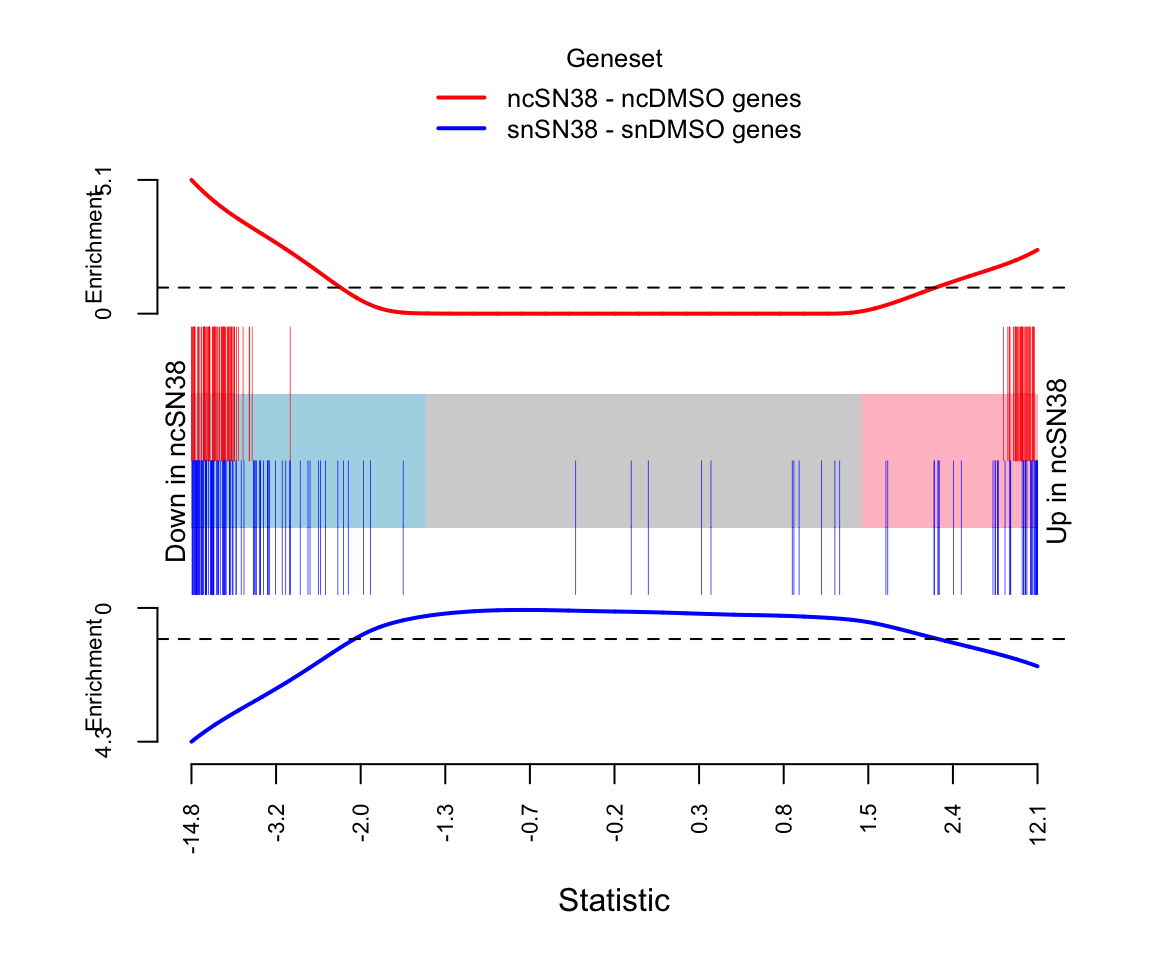 Geneset
ncSN38 - ncDMSO genes
snSN38 - snDMSO genes
5.1
Enrichment
0
Down in ncSN38
Up in ncSN38
0
Enrichment
4.3
-14.8
-3.2
-2.0
-1.3
-0.7
-0.2
0.3
0.8
1.5
2.4
12.1
Statistic